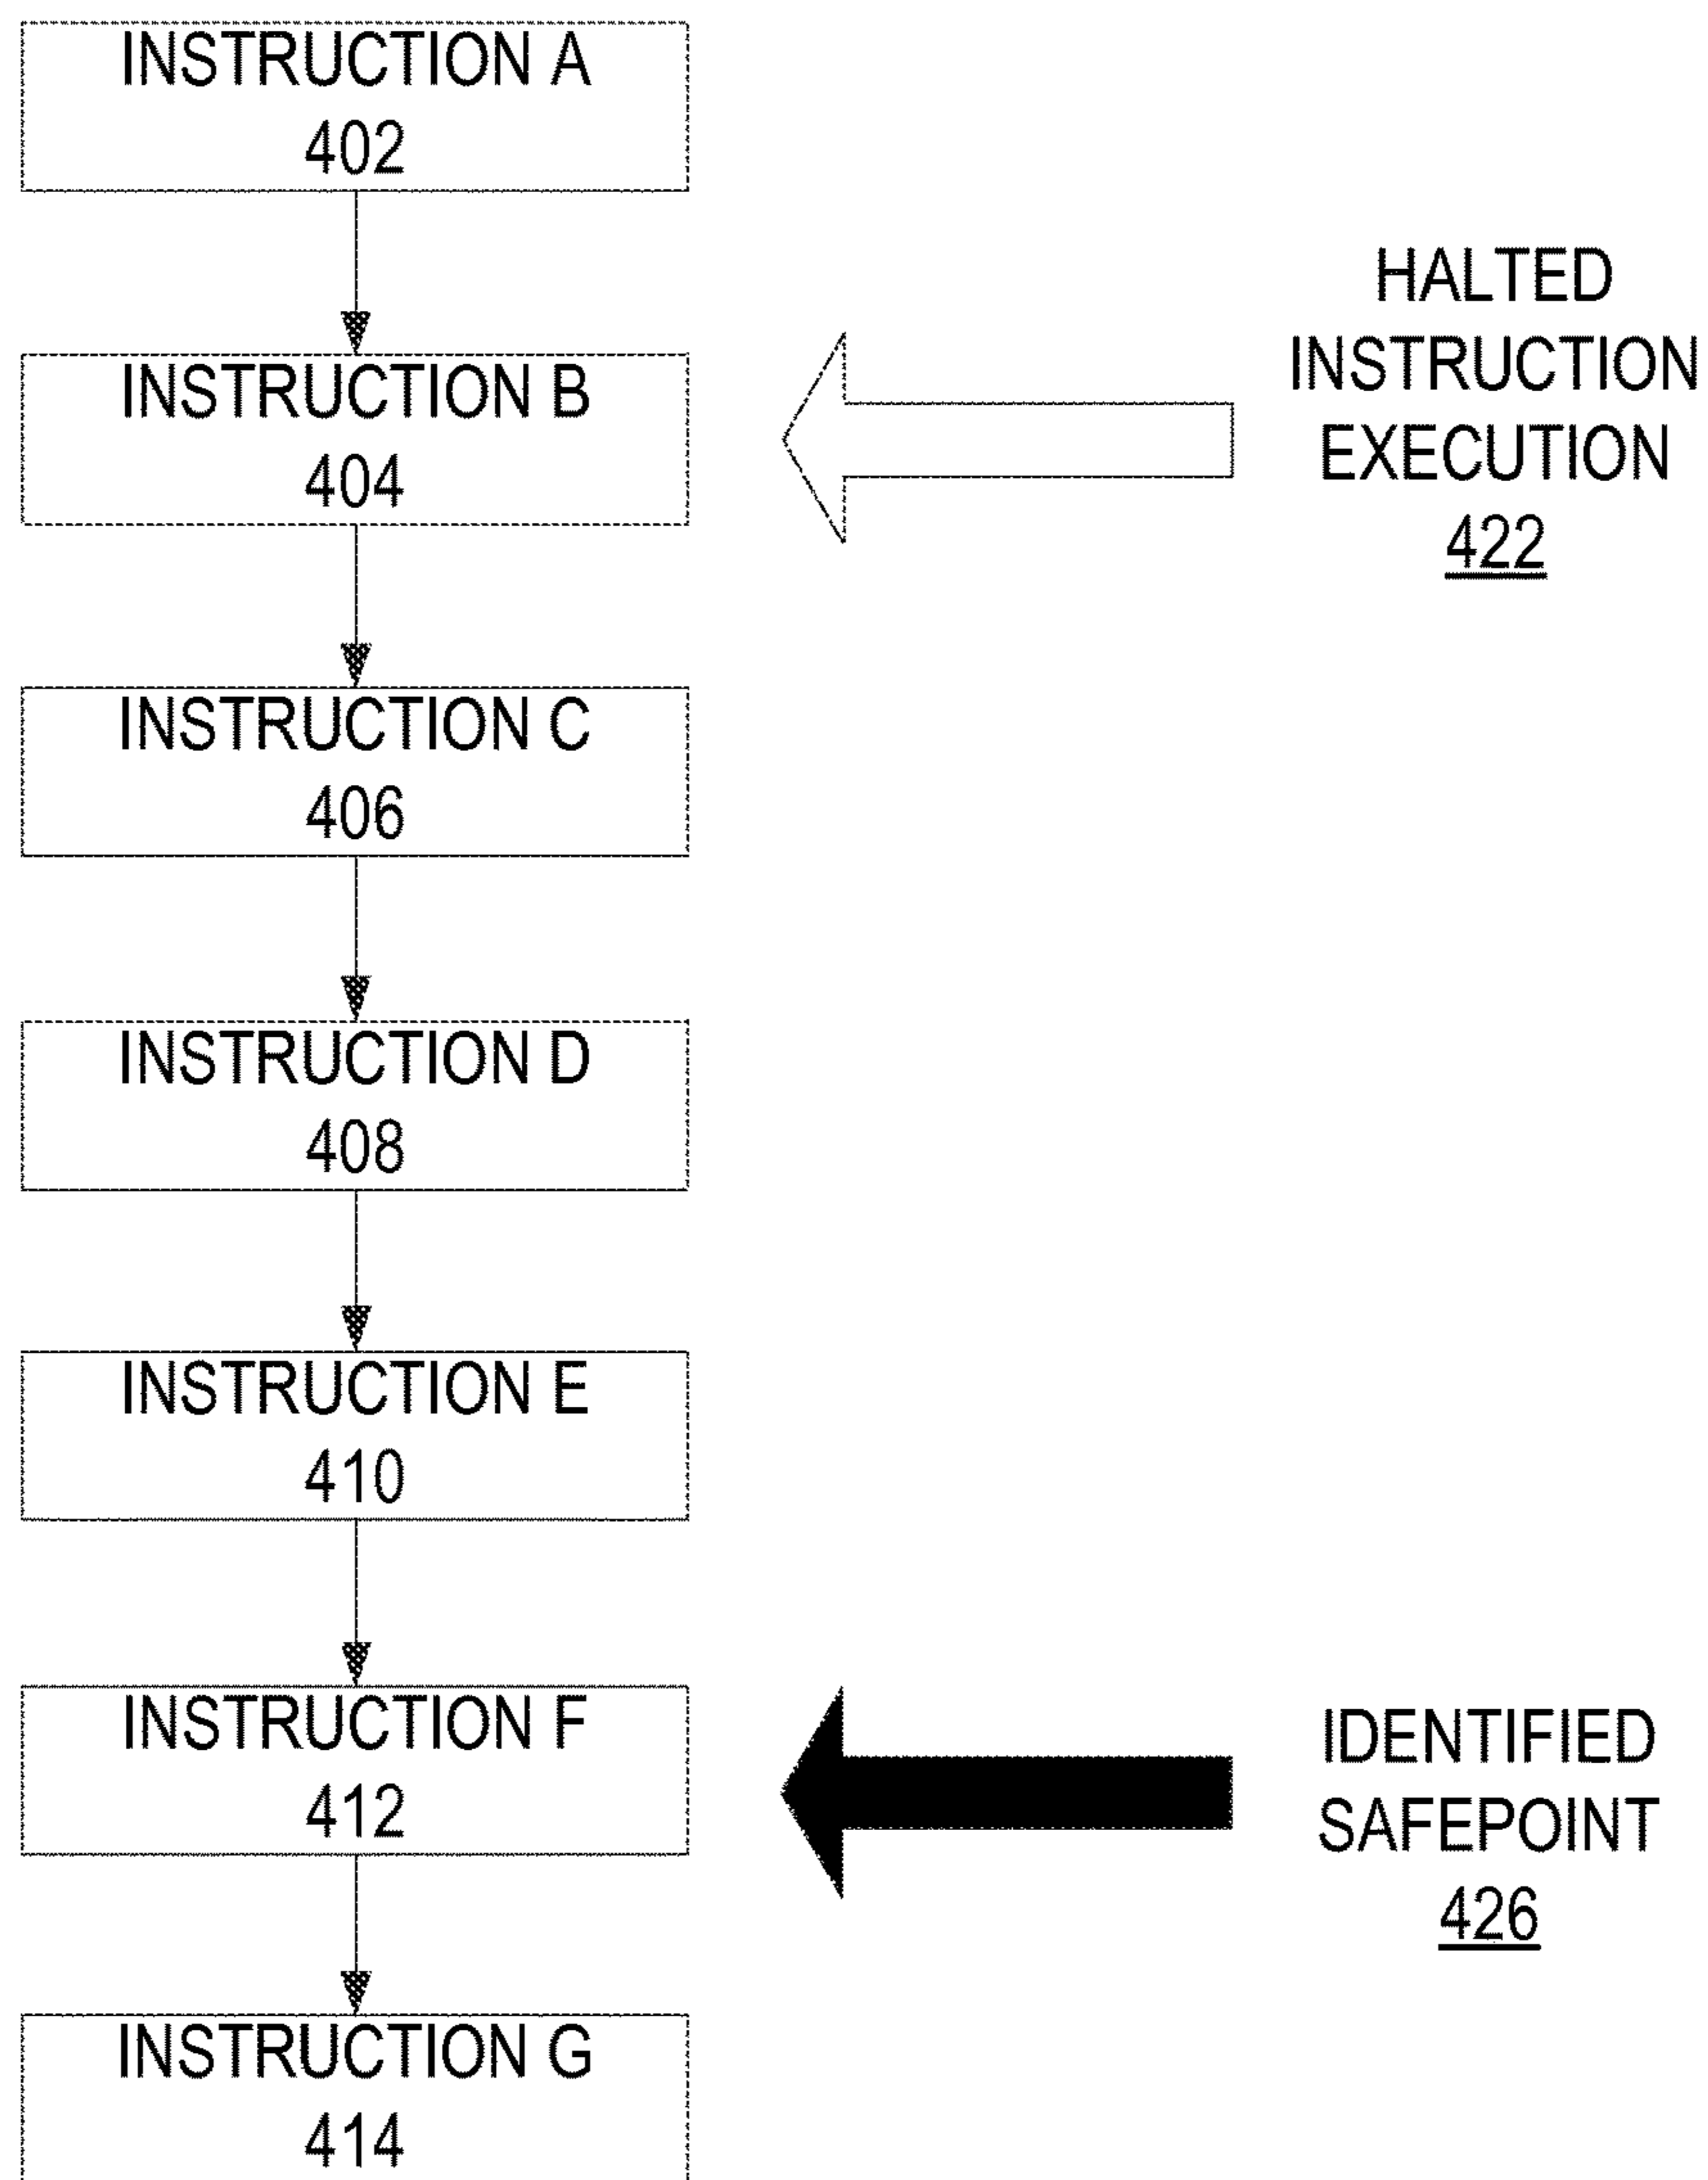 INSTRUCTION A
402
HALTED
INSTRUCTION
EXECUTION
422
INSTRUCTION B
404
INSTRUCTION C
406
INSTRUCTION D
408
INSTRUCTION E
410
INSTRUCTION F
412
IDENTIFIED
SAFEPOINT
426
INSTRUCTION G
414